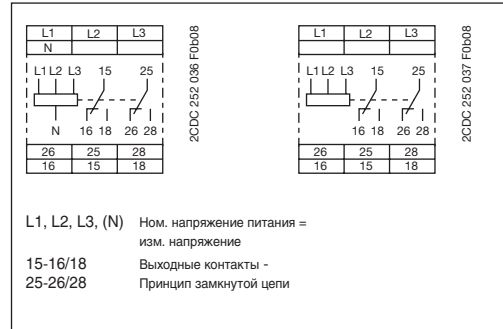 L1 L2 L3
N
L1 L2 L3 15 25
N 16 18 26 28
26 25 28
16 15 18
2CDC 252 036 F0b08
L1 L2 L3
L1 L2 L3 15 25
16 18 26 28
26 25 28
16 15 18
2CDC 252 037 F0b08
L1, L2, L3, (N) Ном. напряжение питания =
изм. напряжение
15-16/18 Выходные контакты -
25-26/28 Принцип замкнутой цепи